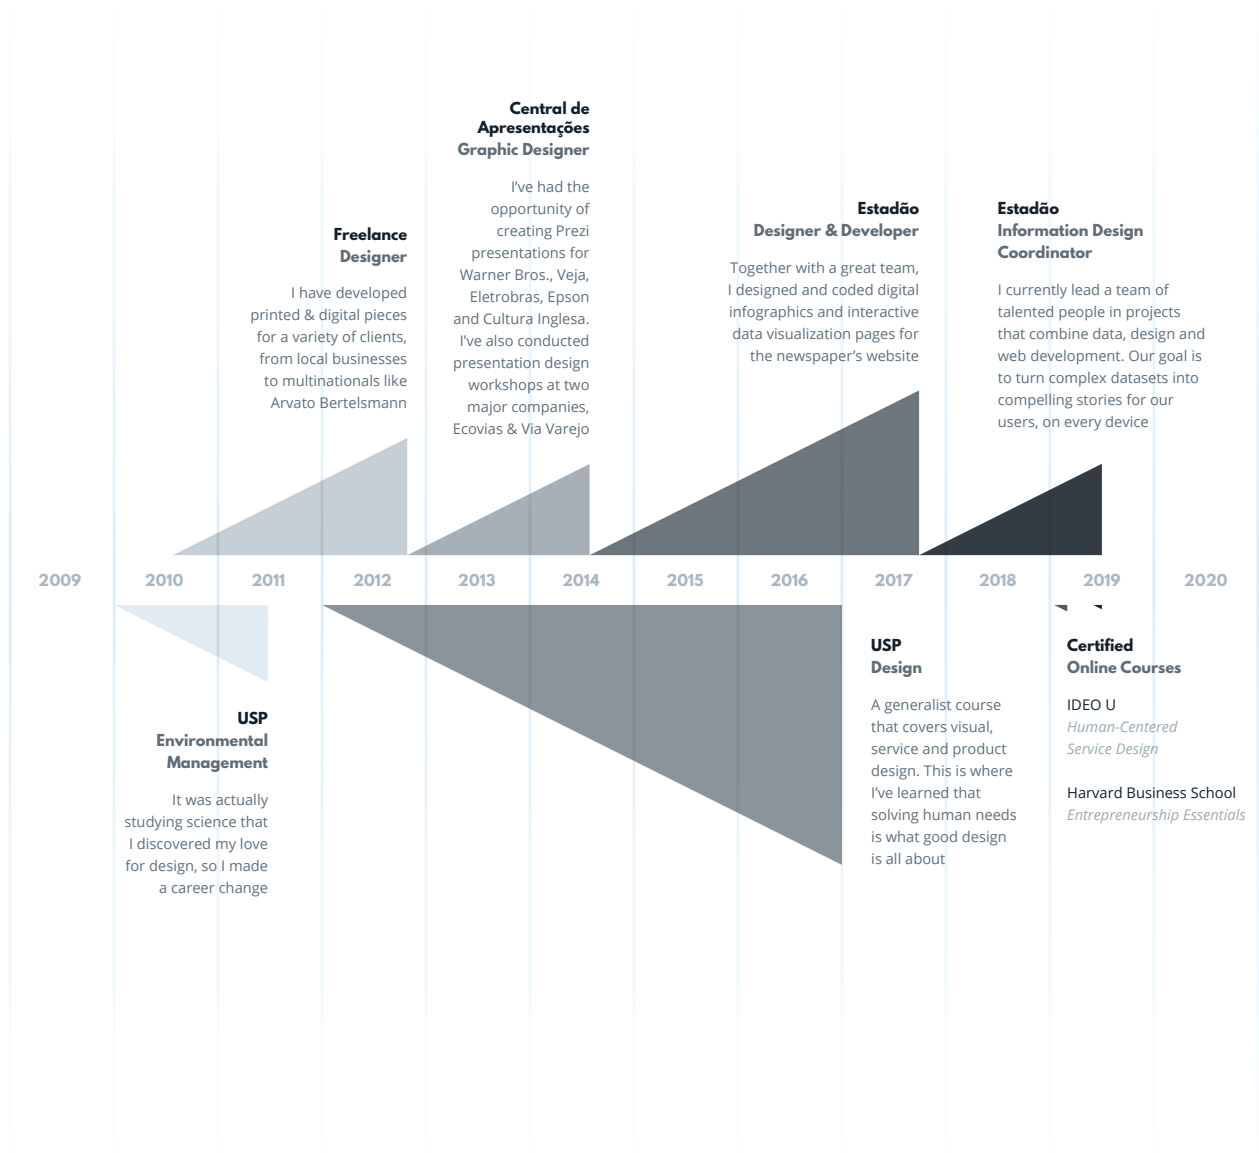 Central de
Apresentações
Graphic Designer
I've had the
opportunity of
creating Prezi
presentations for
Warner Bros., Veja,
Eletrobras, Epson
and Cultura Inglesa.
I've also conducted
presentation design
workshops at two
major companies,
Ecovias & Via Varejo
Freelance
Designer
I have developed
printed & digital pieces
for a variety of clients,
from local businesses
to multinationals like
Arvato Bertelsmann
Estadão
Designer & Developer
Together with a great team,
I designed and coded digital
infographics and interactive
data visualization pages for
the newspaper's website
Estadão
Information Design
Coordinator
I currently lead a team of
talented people in projects
that combine data, design and
web development. Our goal is
to turn complex datasets into
compelling stories for our
users, on every device
2009 2010 2011 2012 2013 2014 2015 2016 2017 2018 2019 2020
USP
Environmental
Management
It was actually
studying science that
I discovered my love
for design, so I made
a career change
USP
Design
A generalist course
that covers visual,
service and product
design. This is where
I've learned that
solving human needs
is what good design
is all about
Certified
Online Courses
IDEO U
Human-Centered
Service Design
Harvard Business School
Entrepreneurship Essentials